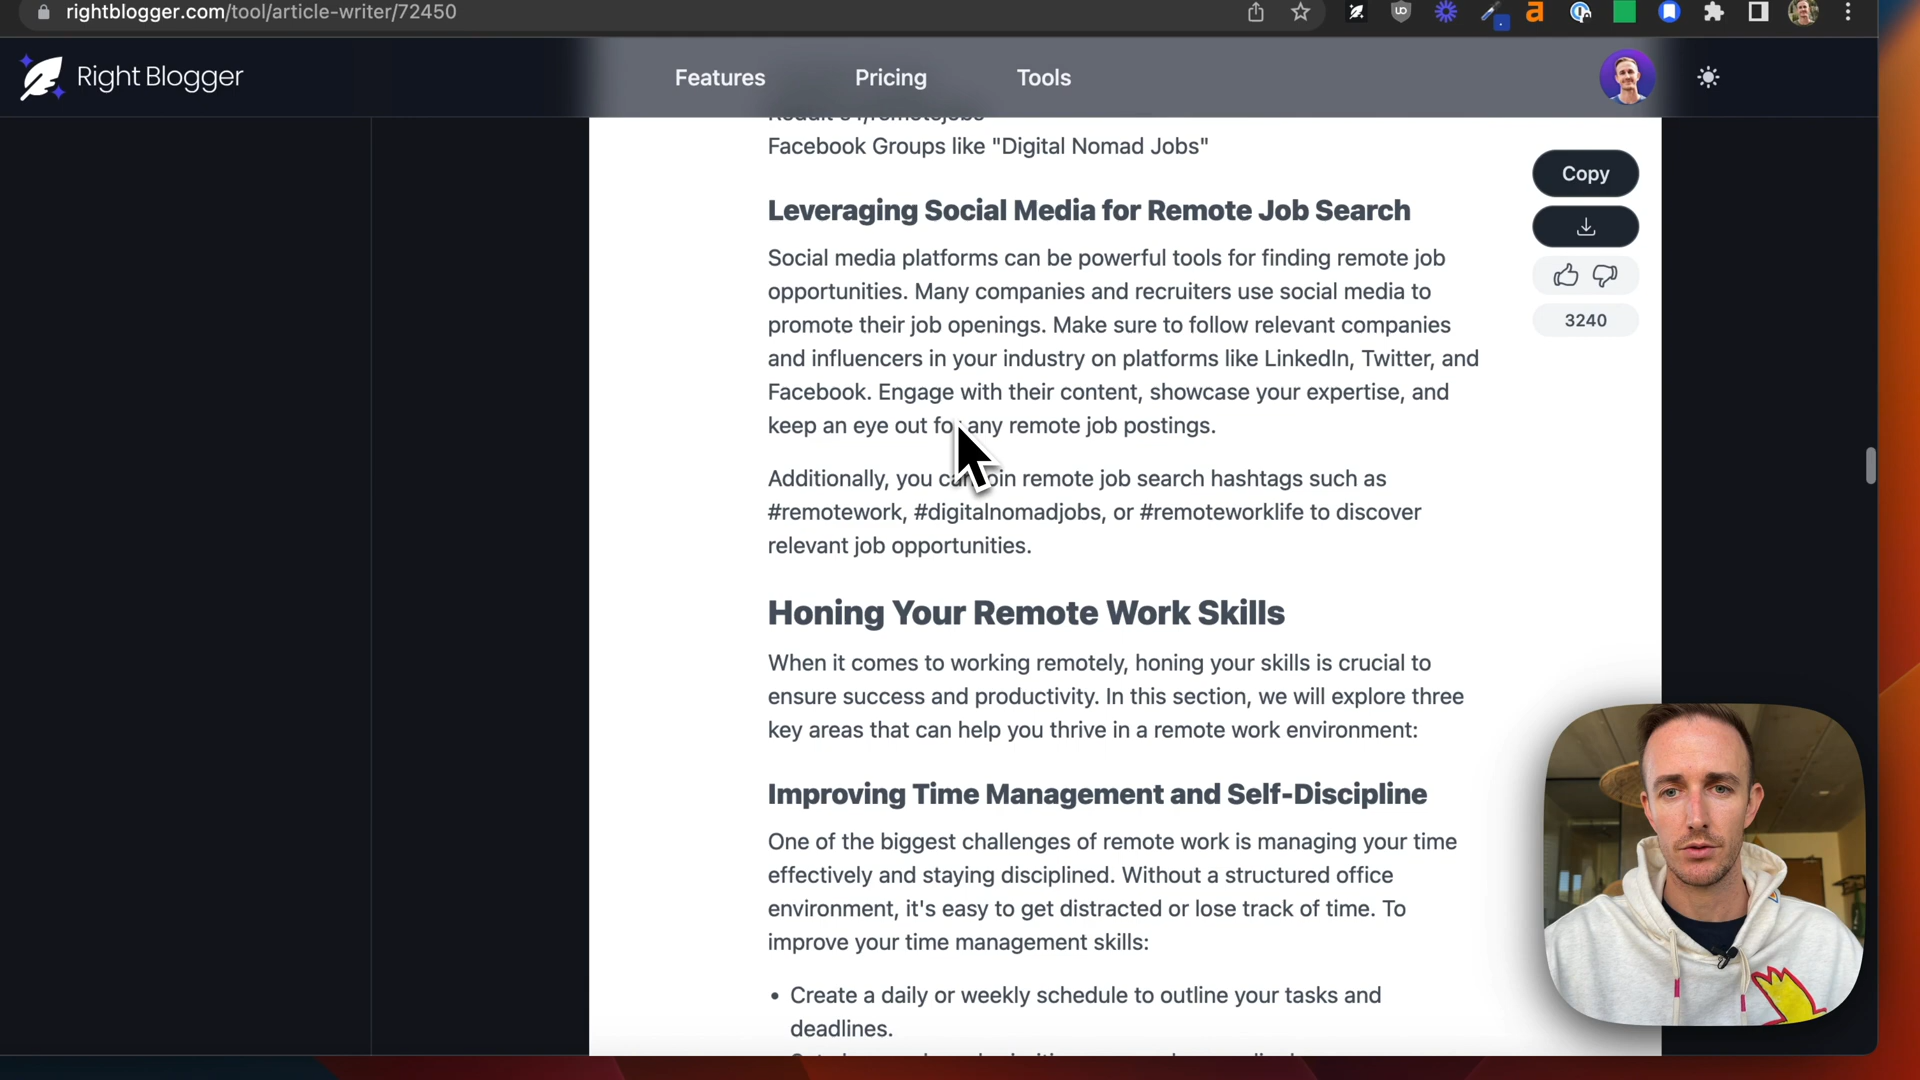 rightblogger.com/tool/article-writer/72450
Right Blogger
Features
Pricing
Tools
Facebook Groups like "Digital Nomad Jobs"
Copy
Leveraging Social Media for Remote Job Search
Social media platforms can be powerful tools for finding remote job
opportunities. Many companies and recruiters use social media to
promote their job openings. Make sure to follow relevant companies
3240
and influencers in your industry on platforms like LinkedIn, Twitter, and
Facebook. Engage with their content, showcase your expertise, and
keep an eye out for any remote job postings.
Additionally, you can join remote job search hashtags such as
#remotework, #digitalnomadjobs, or #remoteworklife to discover
relevant job opportunities.
Honing Your Remote Work Skills
When it comes to working remotely, honing your skills is crucial to
ensure success and productivity. In this section, we will explore three
key areas that can help you thrive in a remote work environment:
Improving Time Management and Self-Discipline
One of the biggest challenges of remote work is managing your time
effectively and staying disciplined. Without a structured office
environment, it's easy to get distracted or lose track of time. To
improve your time management skills:
• Create a daily or weekly schedule to outline your tasks and
deadlines.